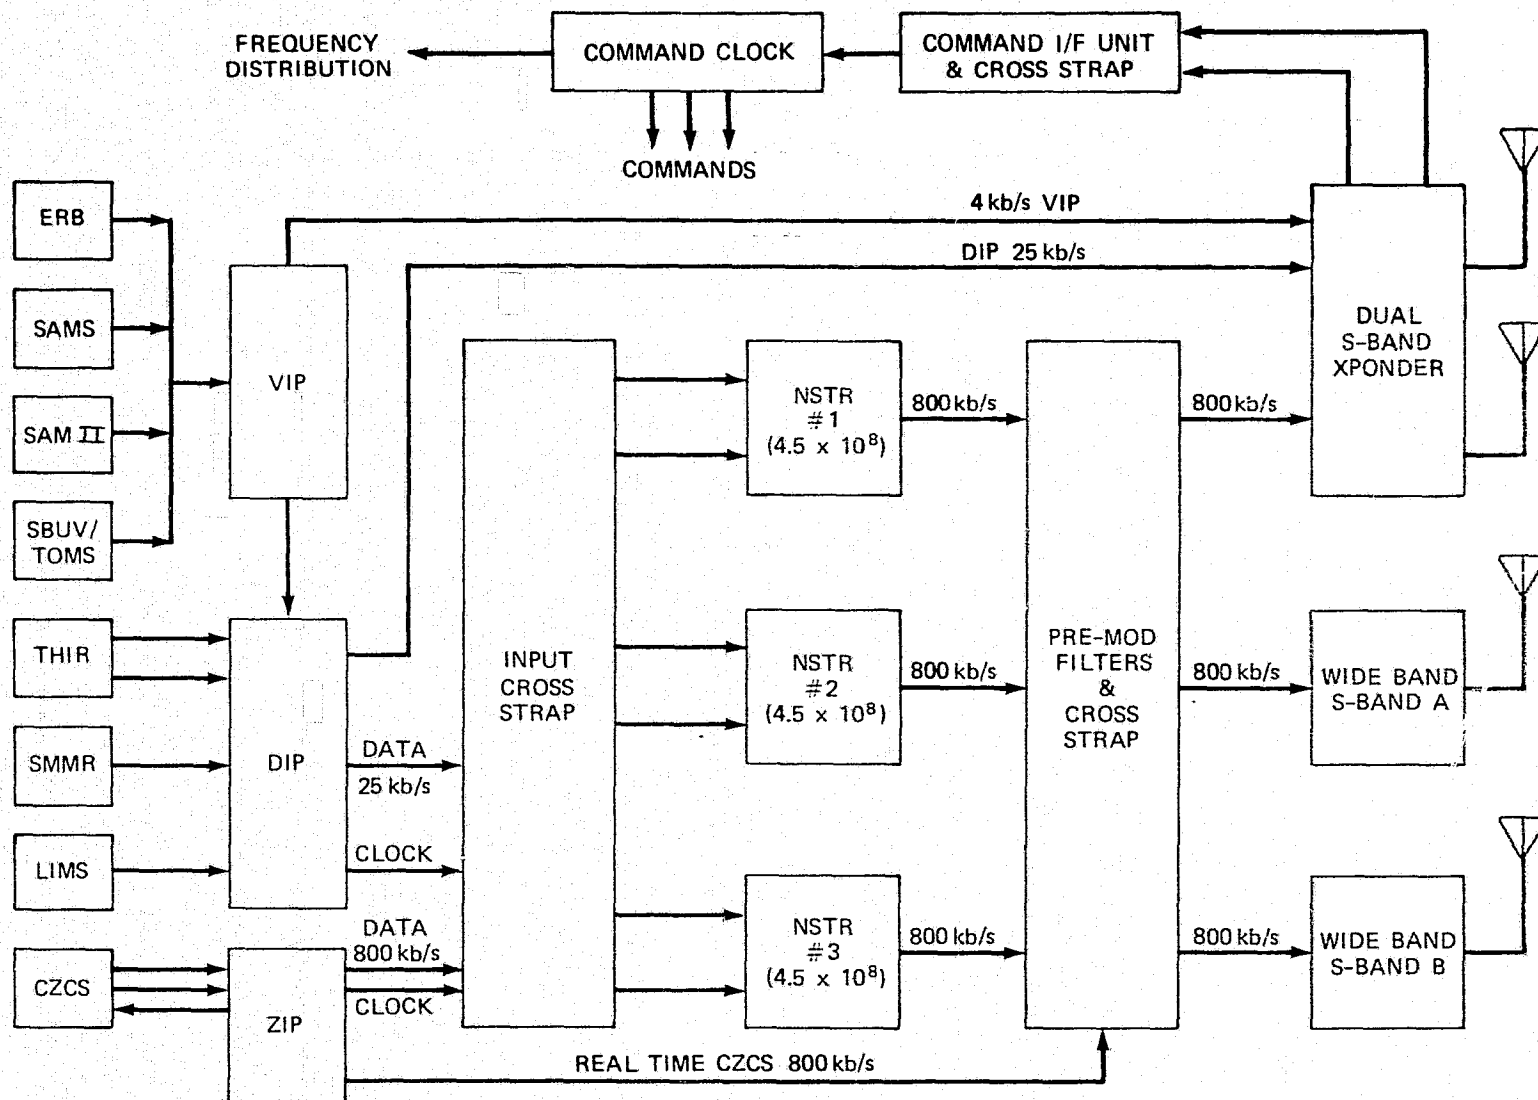 FREQUENCY
DISTRIBUTION
COMMAND CLOCK
COMMAND I/F UNIT
& CROSS STRAP
COMMANDS
ERB
SAMS
SAM II
SBUV/
TOMS
VIP
4 kb/s VIP
DIP 25 kb/s
DUAL
S-BAND
XPONDER
THIR
SMMR
LIMS
DIP
DATA
25 kb/s
CLOCK
CZCS
ZIP
DATA
800 kb/s
CLOCK
INPUT
CROSS
STRAP
NSTR
#1
(4.5 x 10⁸)
800 kb/s
NSTR
#2
(4.5 x 10⁸)
800 kb/s
NSTR
#3
(4.5 x 10⁸)
800 kb/s
PRE-MOD
FILTERS
&
CROSS
STRAP
800 kb/s
800 kb/s
WIDE BAND
S-BAND A
800 kb/s
WIDE BAND
S-BAND B
REAL TIME CZCS 800 kb/s